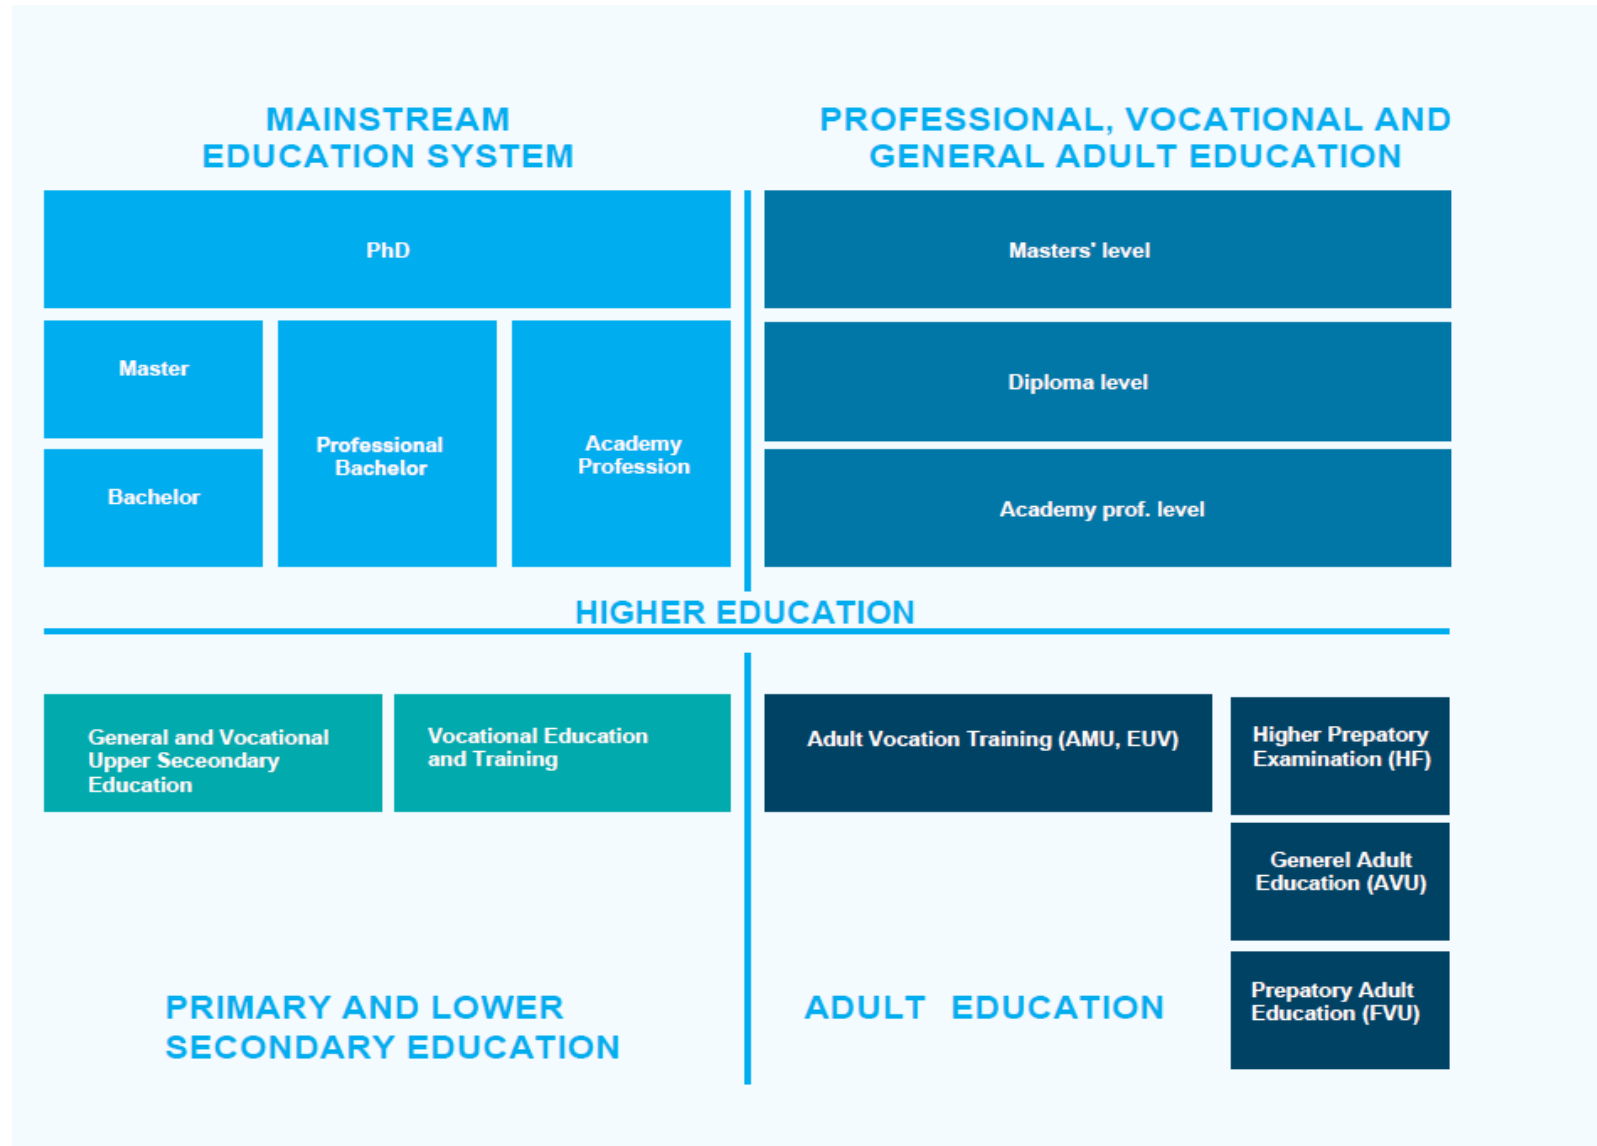 MAINSTREAM
EDUCATION SYSTEM
PROFESSIONAL, VOCATIONAL AND
GENERAL ADULT EDUCATION
PhD
Masters' level
Master
Professional
Bachelor
Academy
Profession
Diploma level
Bachelor
Academy prof. level
HIGHER EDUCATION
General and Vocational
Upper Seceondary
Education
Vocational Education
and Training
Adult Vocation Training (AMU, EUV)
Higher Prepatory
Examination (HF)
Generel Adult
Education (AVU)
Prepatory Adult
Education (FVU)
PRIMARY AND LOWER
SECONDARY EDUCATION
ADULT EDUCATION